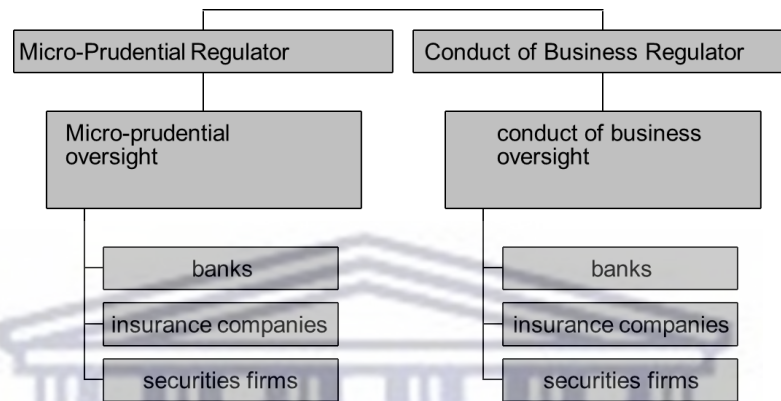 Micro-Prudential Regulator
Conduct of Business Regulator
Micro-prudential
oversight
conduct of business
oversight
banks
insurance companies
securities firms
banks
insurance companies
securities firms